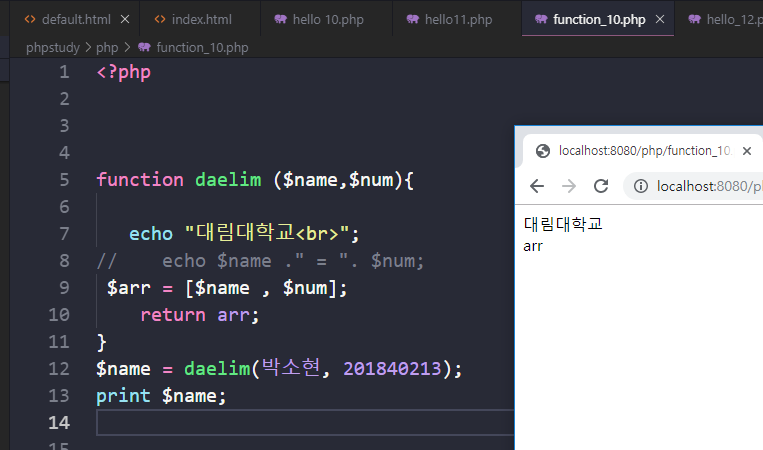 default.html
index.html
hello 10.php
hello11.php
function_10.php
hello_12.p
phpstudy > php > function_10.php
1 <?php
2
3
4
5 function daelim ($name,$num){
6
7 echo "대림대학교<br>";
8 // echo $name ." = ". $num;
9 $arr = [$name , $num];
10 return arr;
11 }
12 $name = daelim(박소현, 201840213);
13 print $name;
14
15
localhost:8080/php/function_10
localhost:8080/p
대림대학교
arr